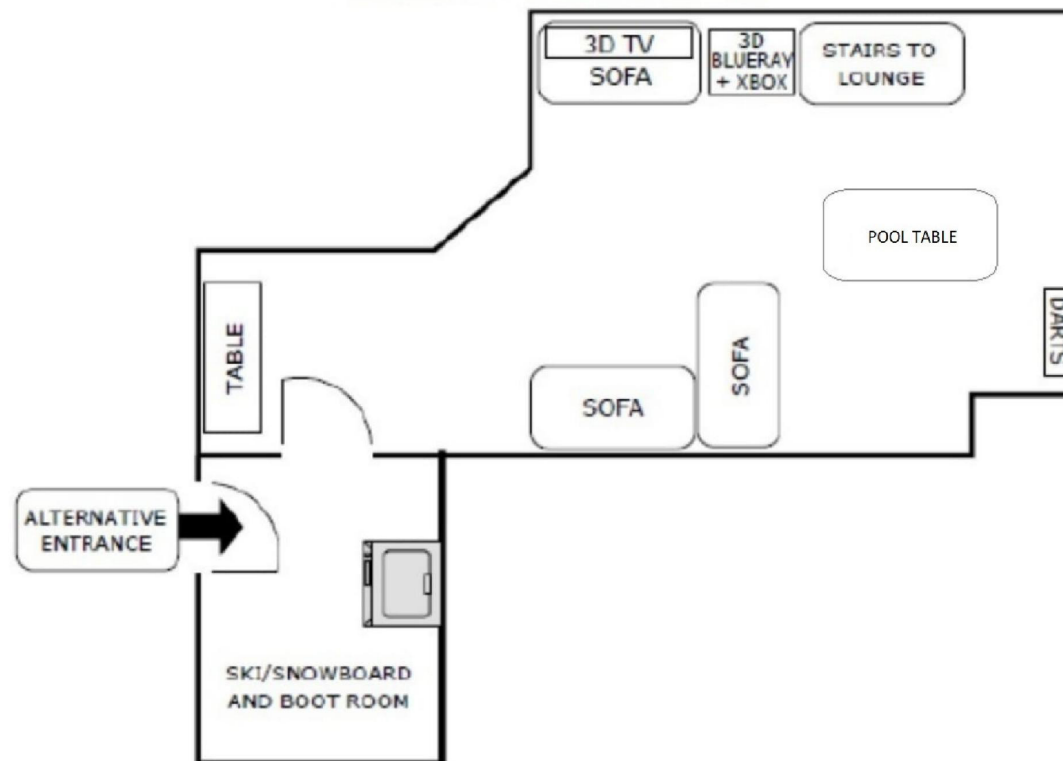 3D TV
SOFA
3D
BLUERAY
+ XBOX
STAIRS TO
LOUNGE
POOL TABLE
DARTS
TABLE
SOFA
SOFA
ALTERNATIVE
ENTRANCE
SKI/SNOWBOARD
AND BOOT ROOM